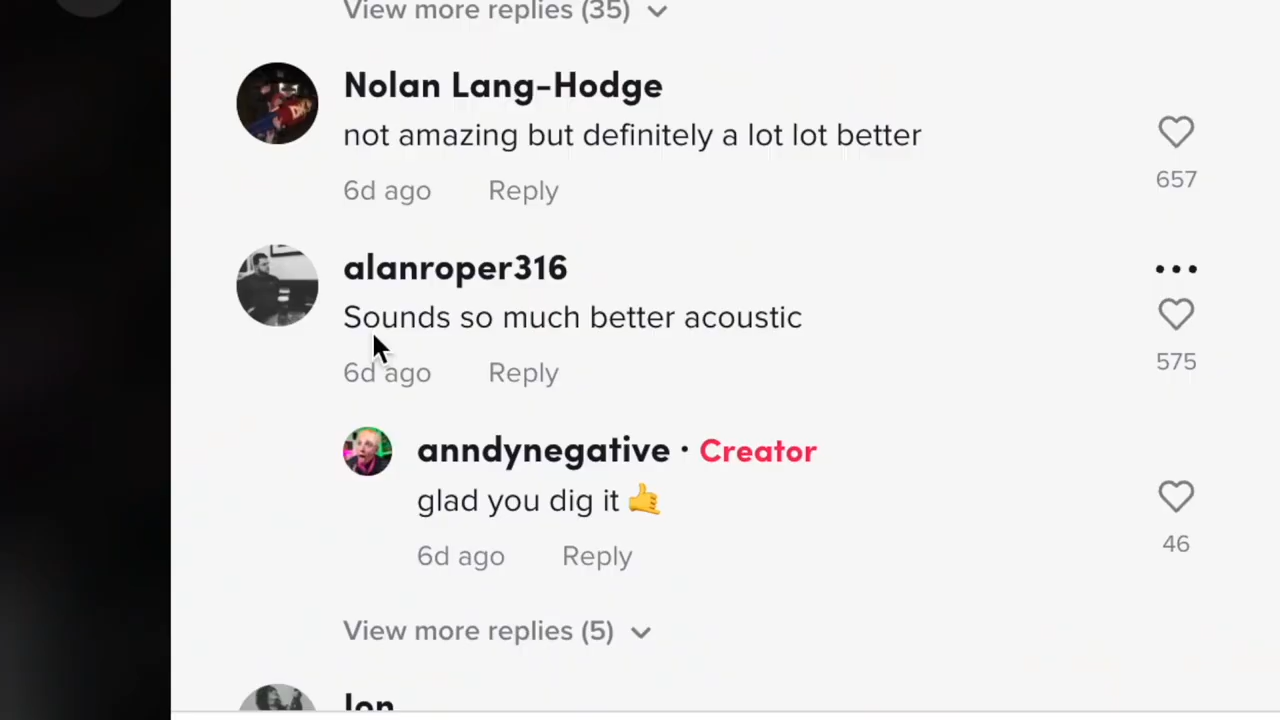 View more replies (35)
Nolan Lang-Hodge
not amazing but definitely a lot lot better
6d ago Reply
657
alanroper316
Sounds so much better acoustic
6d ago Reply
575
anndynegative · Creator
glad you dig it 🤙
6d ago Reply
46
View more replies (5)
lon